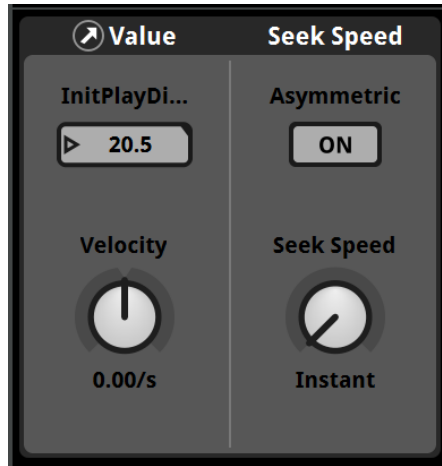 Value
InitPlayDi...
20.5
Velocity
0.00/s
Seek Speed
Asymmetric
ON
Seek Speed
Instant